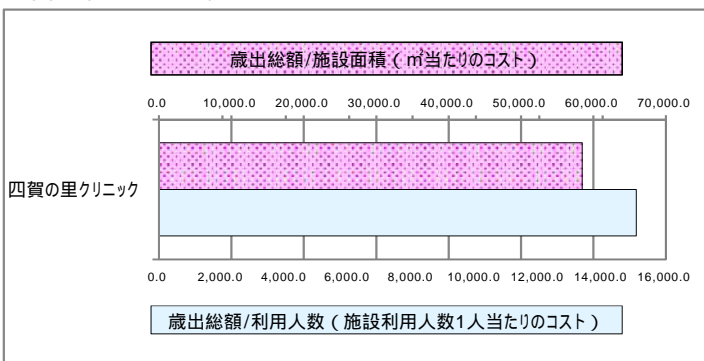 歳出総額/施設面積（㎡当たりのコスト）
0.0 10,000.0 20,000.0 30,000.0 40,000.0 50,000.0 60,000.0 70,000.0
四賀の里クリニック
0.0 2,000.0 4,000.0 6,000.0 8,000.0 10,000.0 12,000.0 14,000.0 16,000.0
歳出総額/利用人数（施設利用人数1人当たりのコスト）